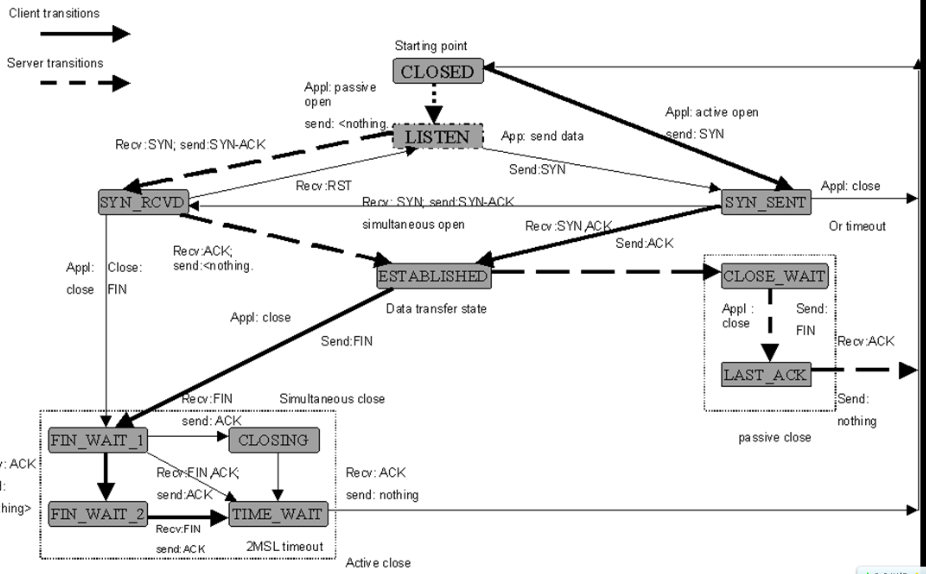 Client transitions
Server transitions
Starting point
CLOSED
Appl: passive
open
send: <nothing.
LISTEN
App: send data
Appl: active open
send: SYN
Recv:SYN; send:SYN-ACK
Send:SYN
Recv:RST
SYN_RCVD
Recv: SYN; send:SYN-ACK
simultaneous open
SYN_SENT
Appl: close
Or timeout
Recv:SYN,ACK
Send:ACK
Recv:ACK;
send:<nothing.
Appl: Close:
close FIN
ESTABLISHED
Data transfer state
CLOSE_WAIT
Appl :
close
Send:
FIN
Appl: close
Send:FIN
Recv:ACK
LAST_ACK
Send:
nothing
passive close
Recv:FIN
send: ACK
Simultaneous close
FIN_WAIT_1
CLOSING
v: ACK
hing>
Recv:FIN,ACK;
send:ACK
Recv: ACK
send: nothing
FIN_WAIT_2
TIME_WAIT
Recv:FIN
send:ACK
2MSL timeout
Active close